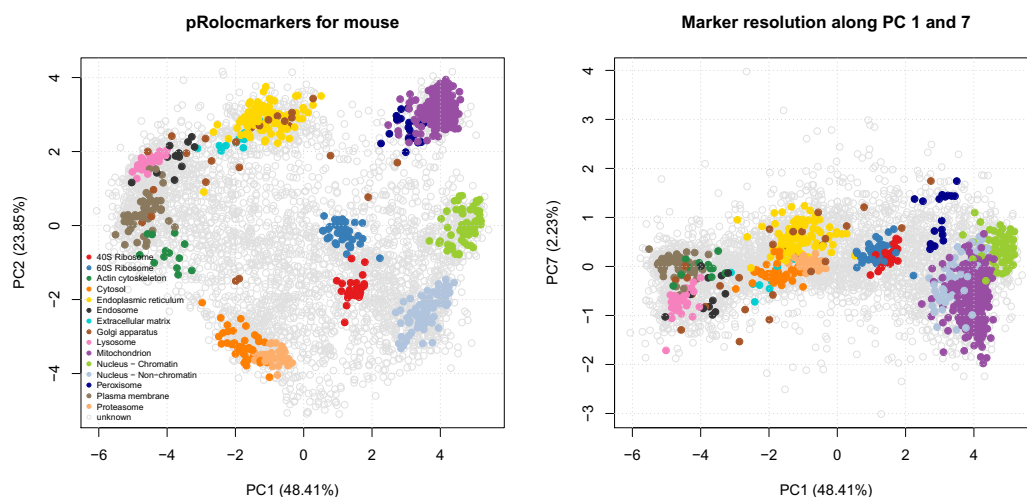 pRolocmarkers for mouse
4
2
0
−2
−4
PC2 (23.85%)
40S Ribosome
60S Ribosome
Actin cytoskeleton
Cytosol
Endoplasmic reticulum
Endosome
Extracellular matrix
Golgi apparatus
Lysosome
Mitochondrion
Nucleus − Chromatin
Nucleus − Non−chromatin
Peroxisome
Plasma membrane
Proteasome
unknown
−6 −4 −2 0 2 4
PC1 (48.41%)
Marker resolution along PC 1 and 7
4
3
2
1
0
−1
−2
−3
PC7 (2.23%)
−6 −4 −2 0 2 4
PC1 (48.41%)